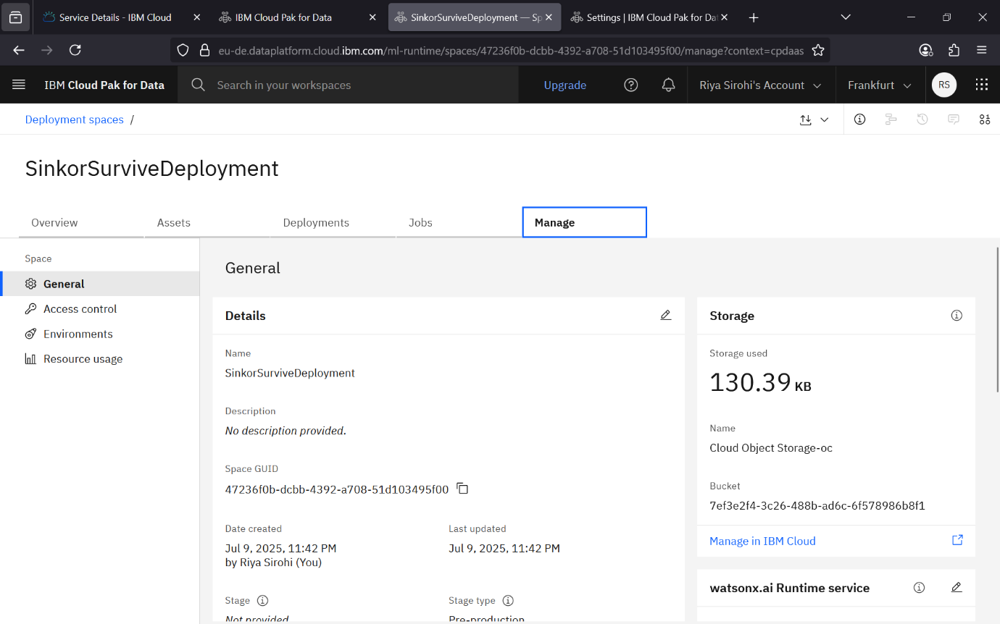 Service Details - IBM Cloud
IBM Cloud Pak for Data
SinkorSurviveDeployment — Sp
Settings | IBM Cloud Pak for Dat
eu-de.dataplatform.cloud.ibm.com/ml-runtime/spaces/47236f0b-dcbb-4392-a708-51d103495f00/manage?context=cpdaas
IBM Cloud Pak for Data
Search in your workspaces
Upgrade
Riya Sirohi's Account
Frankfurt
RS
Deployment spaces /
SinkorSurviveDeployment
Overview
Assets
Deployments
Jobs
Manage
Space
General
Access control
Environments
Resource usage
General
Details
Name
SinkorSurviveDeployment
Description
No description provided.
Space GUID
47236f0b-dcbb-4392-a708-51d103495f00
Date created
Jul 9, 2025, 11:42 PM
by Riya Sirohi (You)
Last updated
Jul 9, 2025, 11:42 PM
Stage
Not provided
Stage type
Pre-production
Storage
Storage used
130.39 KB
Name
Cloud Object Storage-oc
Bucket
7ef3e2f4-3c26-488b-ad6c-6f578986b8f1
Manage in IBM Cloud
watsonx.ai Runtime service